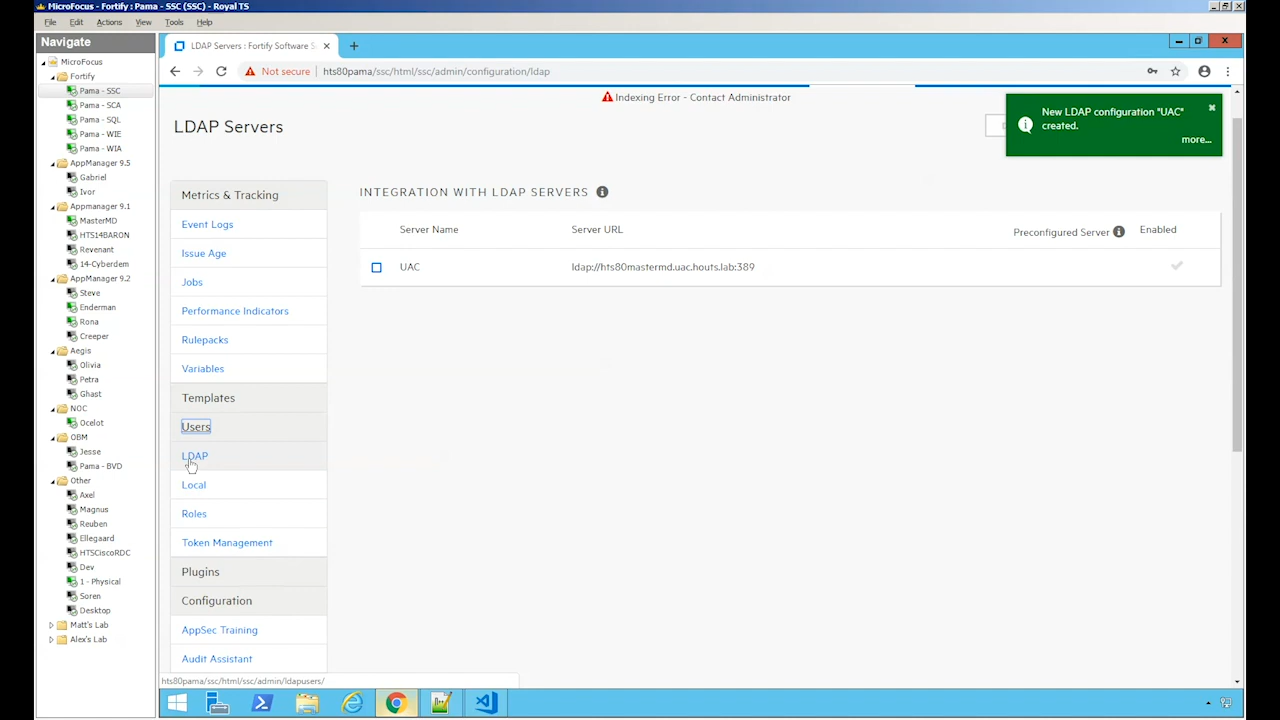 MicroFocus - Fortify : Pama - SSC (SSC) - Royal TS
File Edit Actions View Tools Help
Navigate
MicroFocus
Fortify
Pama - SSC
Pama - SCA
Pama - SQL
Pama - WIE
Pama - WIA
AppManager 9.5
Gabriel
Ivor
Appmanager 9.1
MasterMD
HTS14BARON
Revenant
14-Cyberdem
AppManager 9.2
Steve
Enderman
Rona
Creeper
Aegis
Olivia
Petra
Ghast
NOC
Ocelot
OBM
Jesse
Pama - BVD
Other
Axel
Magnus
Reuben
Ellegaard
HTSCiscoRDC
Dev
1 - Physical
Soren
Desktop
Matt's Lab
Alex's Lab
LDAP Servers : Fortify Software S
Not secure | hts80pama/ssc/html/ssc/admin/configuration/ldap
Indexing Error - Contact Administrator
New LDAP configuration "UAC" created.
more...
LDAP Servers
Metrics & Tracking
Event Logs
Issue Age
Jobs
Performance Indicators
Rulepacks
Variables
Templates
Users
LDAP
Local
Roles
Token Management
Plugins
Configuration
AppSec Training
Audit Assistant
INTEGRATION WITH LDAP SERVERS
Server Name Server URL Preconfigured Server Enabled
UAC ldap://hts80mastermd.uac.houts.lab:389
hts80pama/ssc/html/ssc/admin/ldapusers/